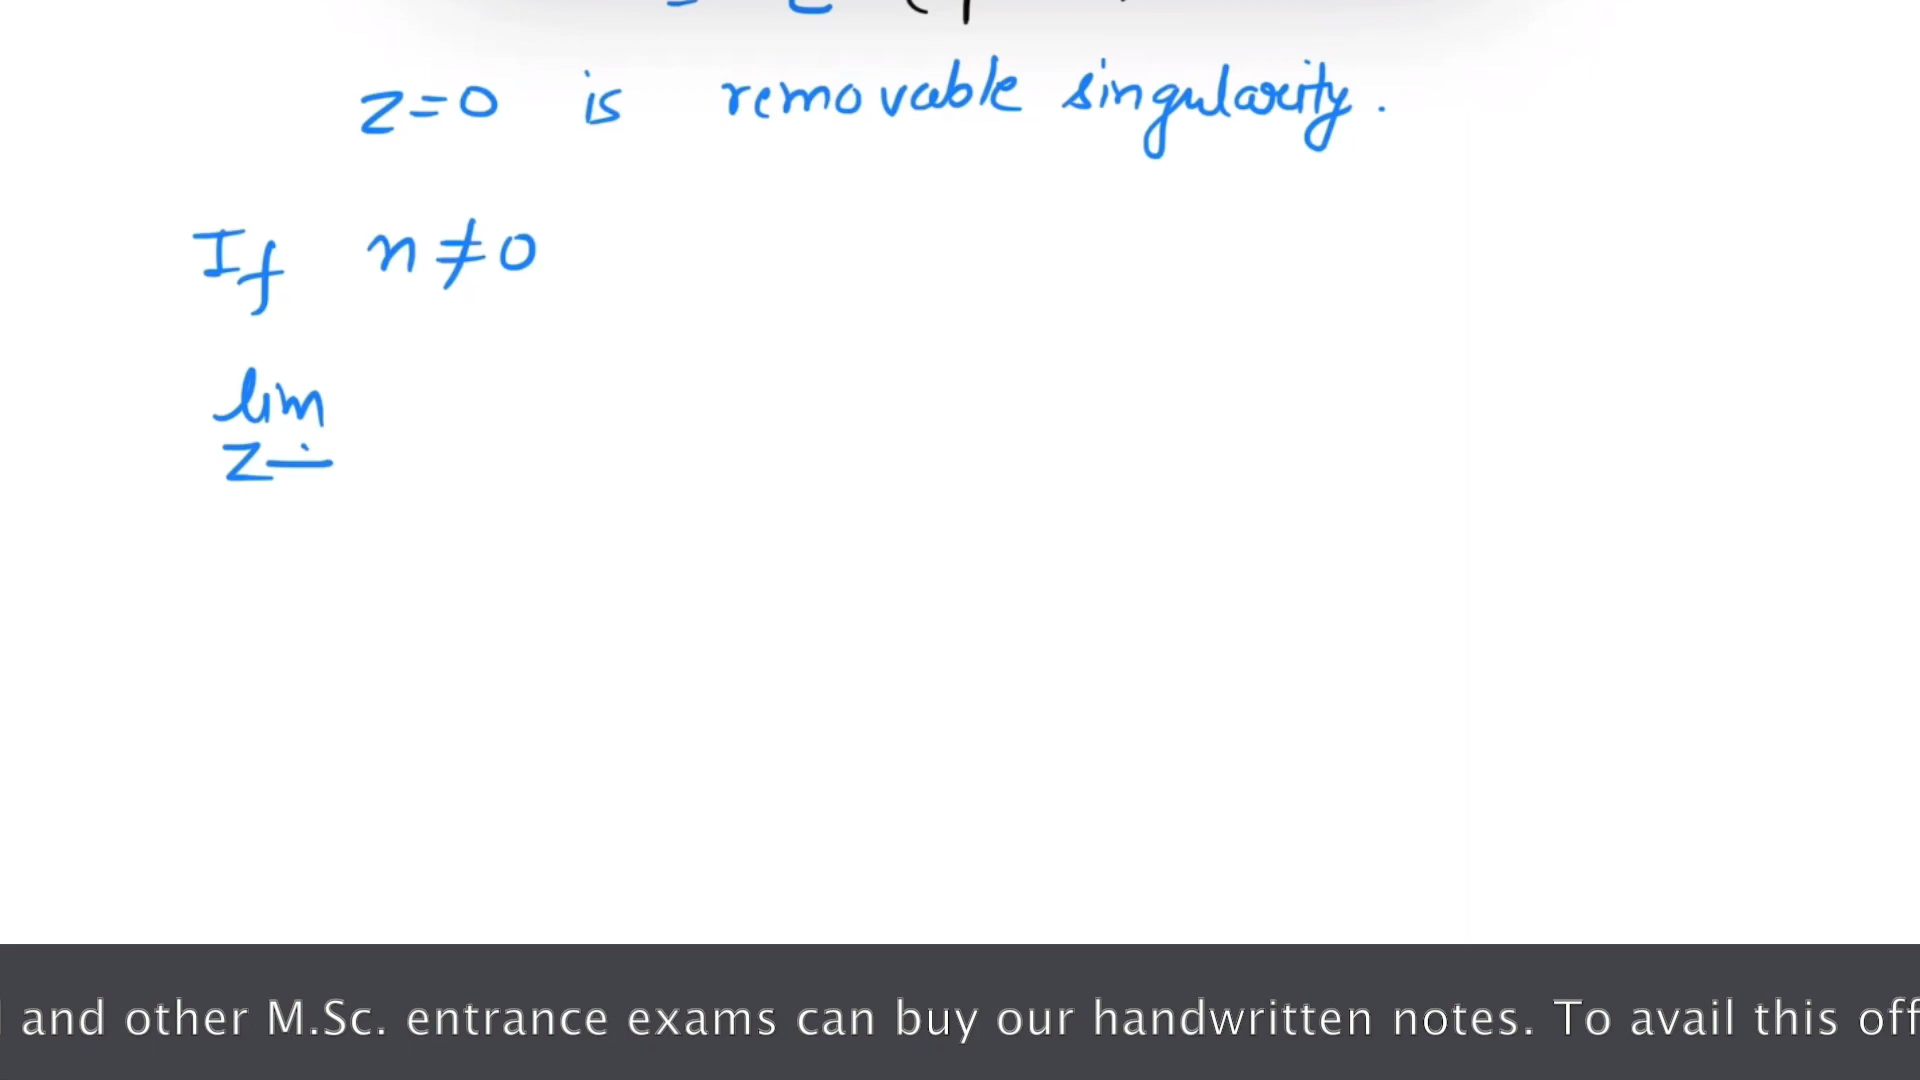 z=0 is removable singularity.
If n≠0
lim
z—
and other M.Sc. entrance exams can buy our handwritten notes. To avail this off